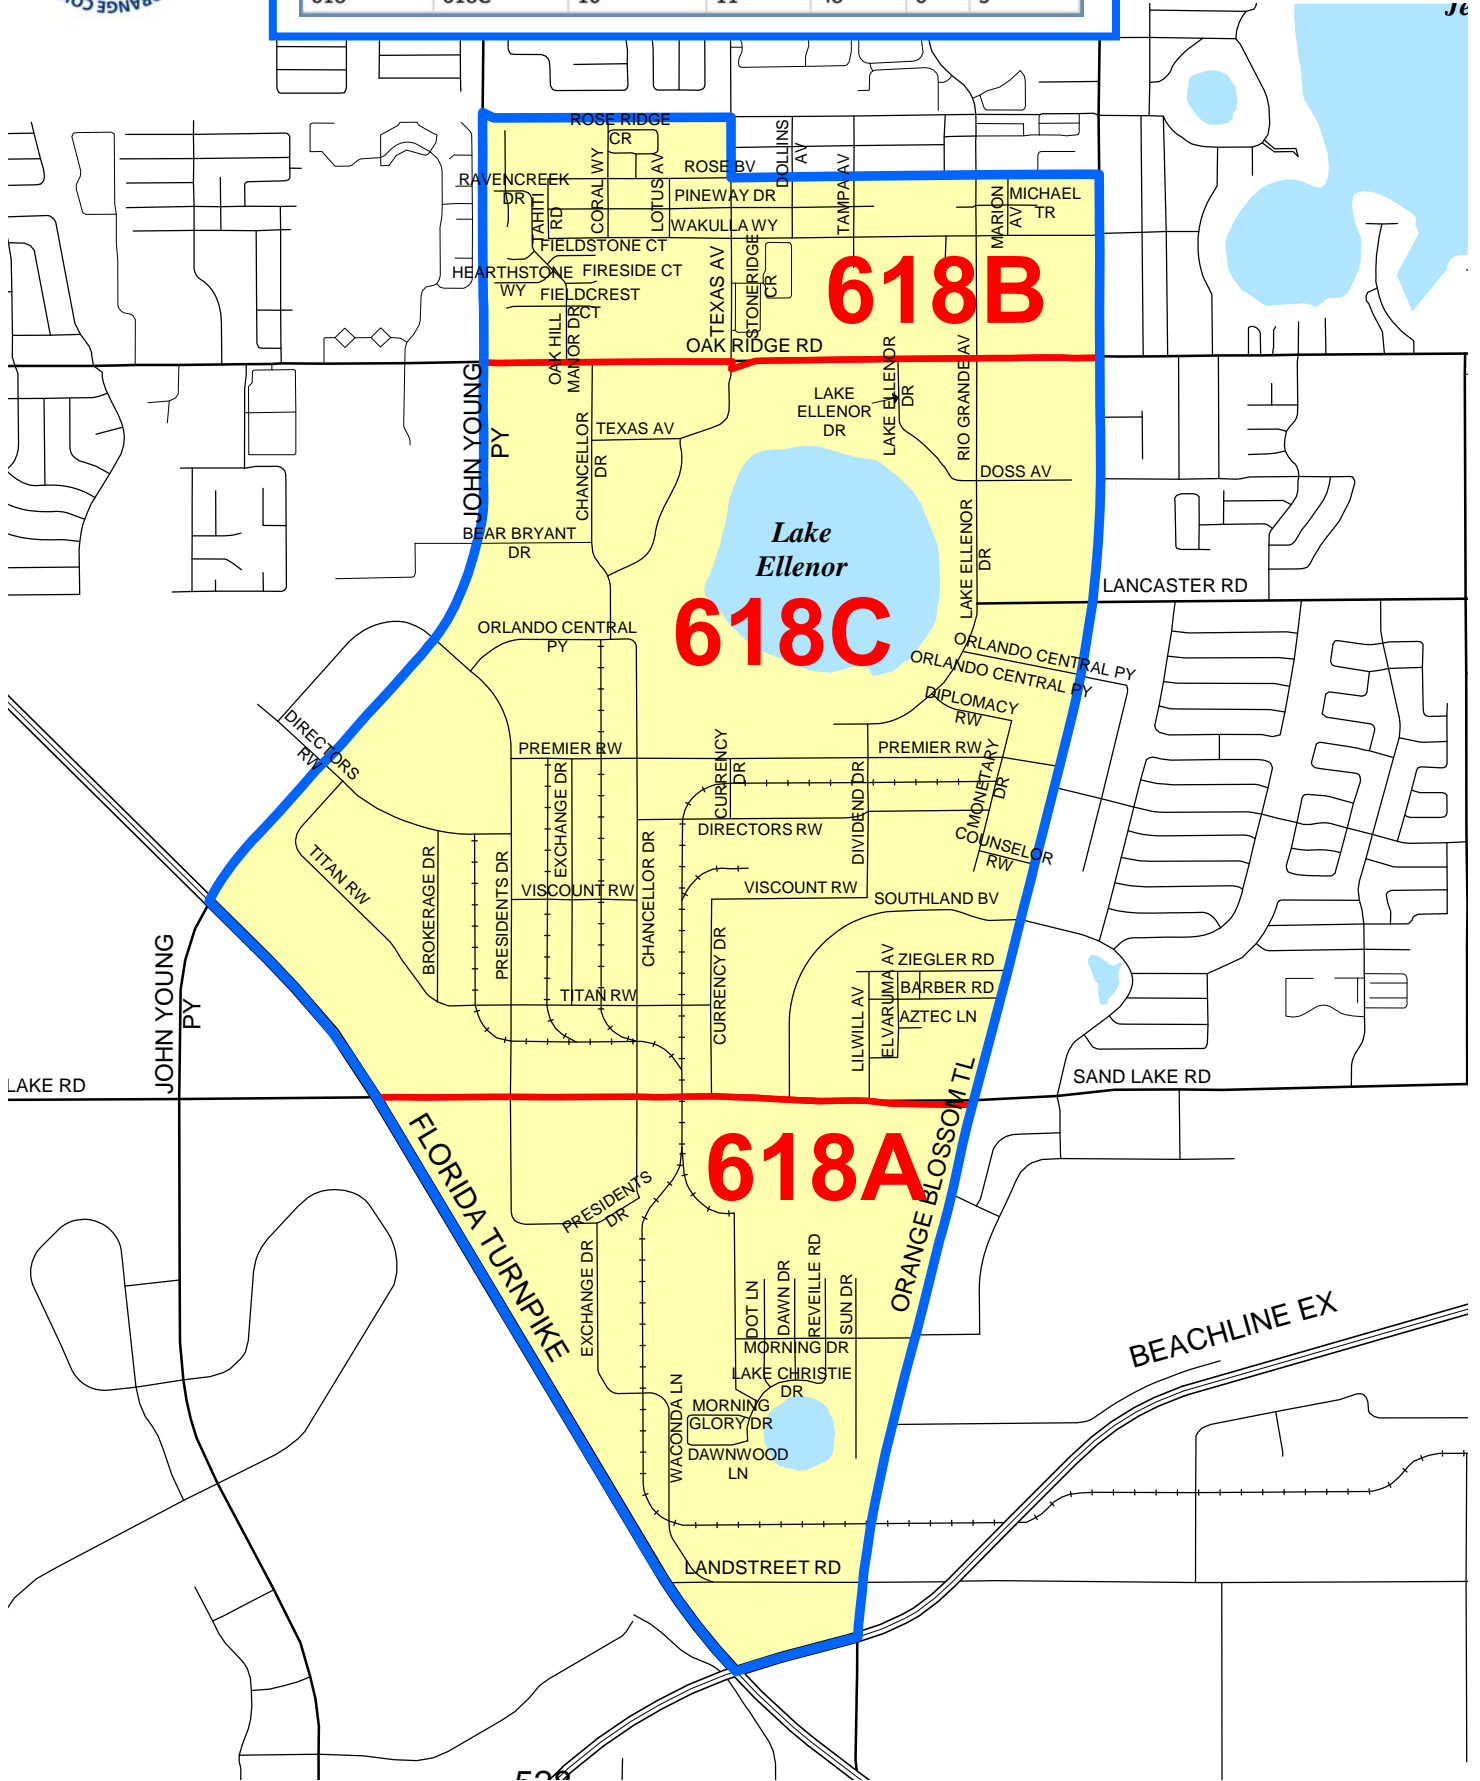 ROSE RIDGE
CR
DOLLINS
AV
ROSE BV
CORAL WY
LOTUS AV
TAMPA AV
RAVENCREEK
DR
PINEWAY DR
MARION
AV
MICHAEL
TR
TAHITI
RD
WAKULLA WY
FIELDSTONE CT
TEXAS AV
STONERIDGE
CR
HEARTHSTONE
WY
FIRESIDE CT
618B
FIELDCREST
CT
OAK HILL
MANOR DR
OAK RIDGE RD
JOHN YOUNG
PY
LAKE ELLENOR
DR
RIO GRANDE AV
LAKE
ELLENOR
DR
CHANCELLOR
DR
TEXAS AV
DOSS AV
BEAR BRYANT
DR
Lake
Ellenor
LAKE ELLENOR
DR
LANCASTER RD
618C
ORLANDO CENTRAL
PY
ORLANDO CENTRAL PY
ORLANDO CENTRAL PY
DIPLOMACY
RW
DIRECTORS
RW
PREMIER RW
CURRENCY
DR
PREMIER RW
MONETARY
DR
EXCHANGE DR
DIVIDEND DR
DIRECTORS RW
COUNSELOR
RW
TITAN RW
BROKERAGE DR
PRESIDENTS DR
CHANCELLOR DR
VISCOUNT RW
VISCOUNT RW
SOUTHLAND BV
JOHN YOUNG
PY
CURRENCY DR
ELVARUMA AV
ZIEGLER RD
TITAN RW
BARBER RD
LILWILL AV
AZTEC LN
LAKE RD
SAND LAKE RD
ORANGE BLOSSOM TL
FLORIDA TURNPIKE
618A
PRESIDENTS
DR
EXCHANGE DR
DOT LN
DAWN DR
REVEILLE RD
SUN DR
MORNING DR
BEACHLINE EX
LAKE CHRISTIE
DR
WACONDA LN
MORNING
GLORY DR
DAWNWOOD
LN
LANDSTREET RD